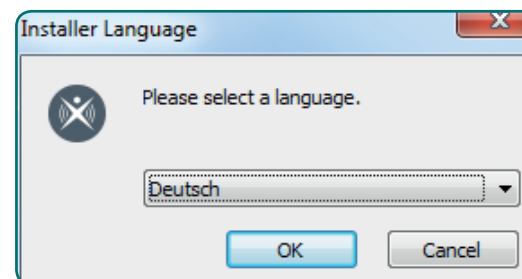 Installer Language
Please select a language.
Deutsch
OK
Cancel